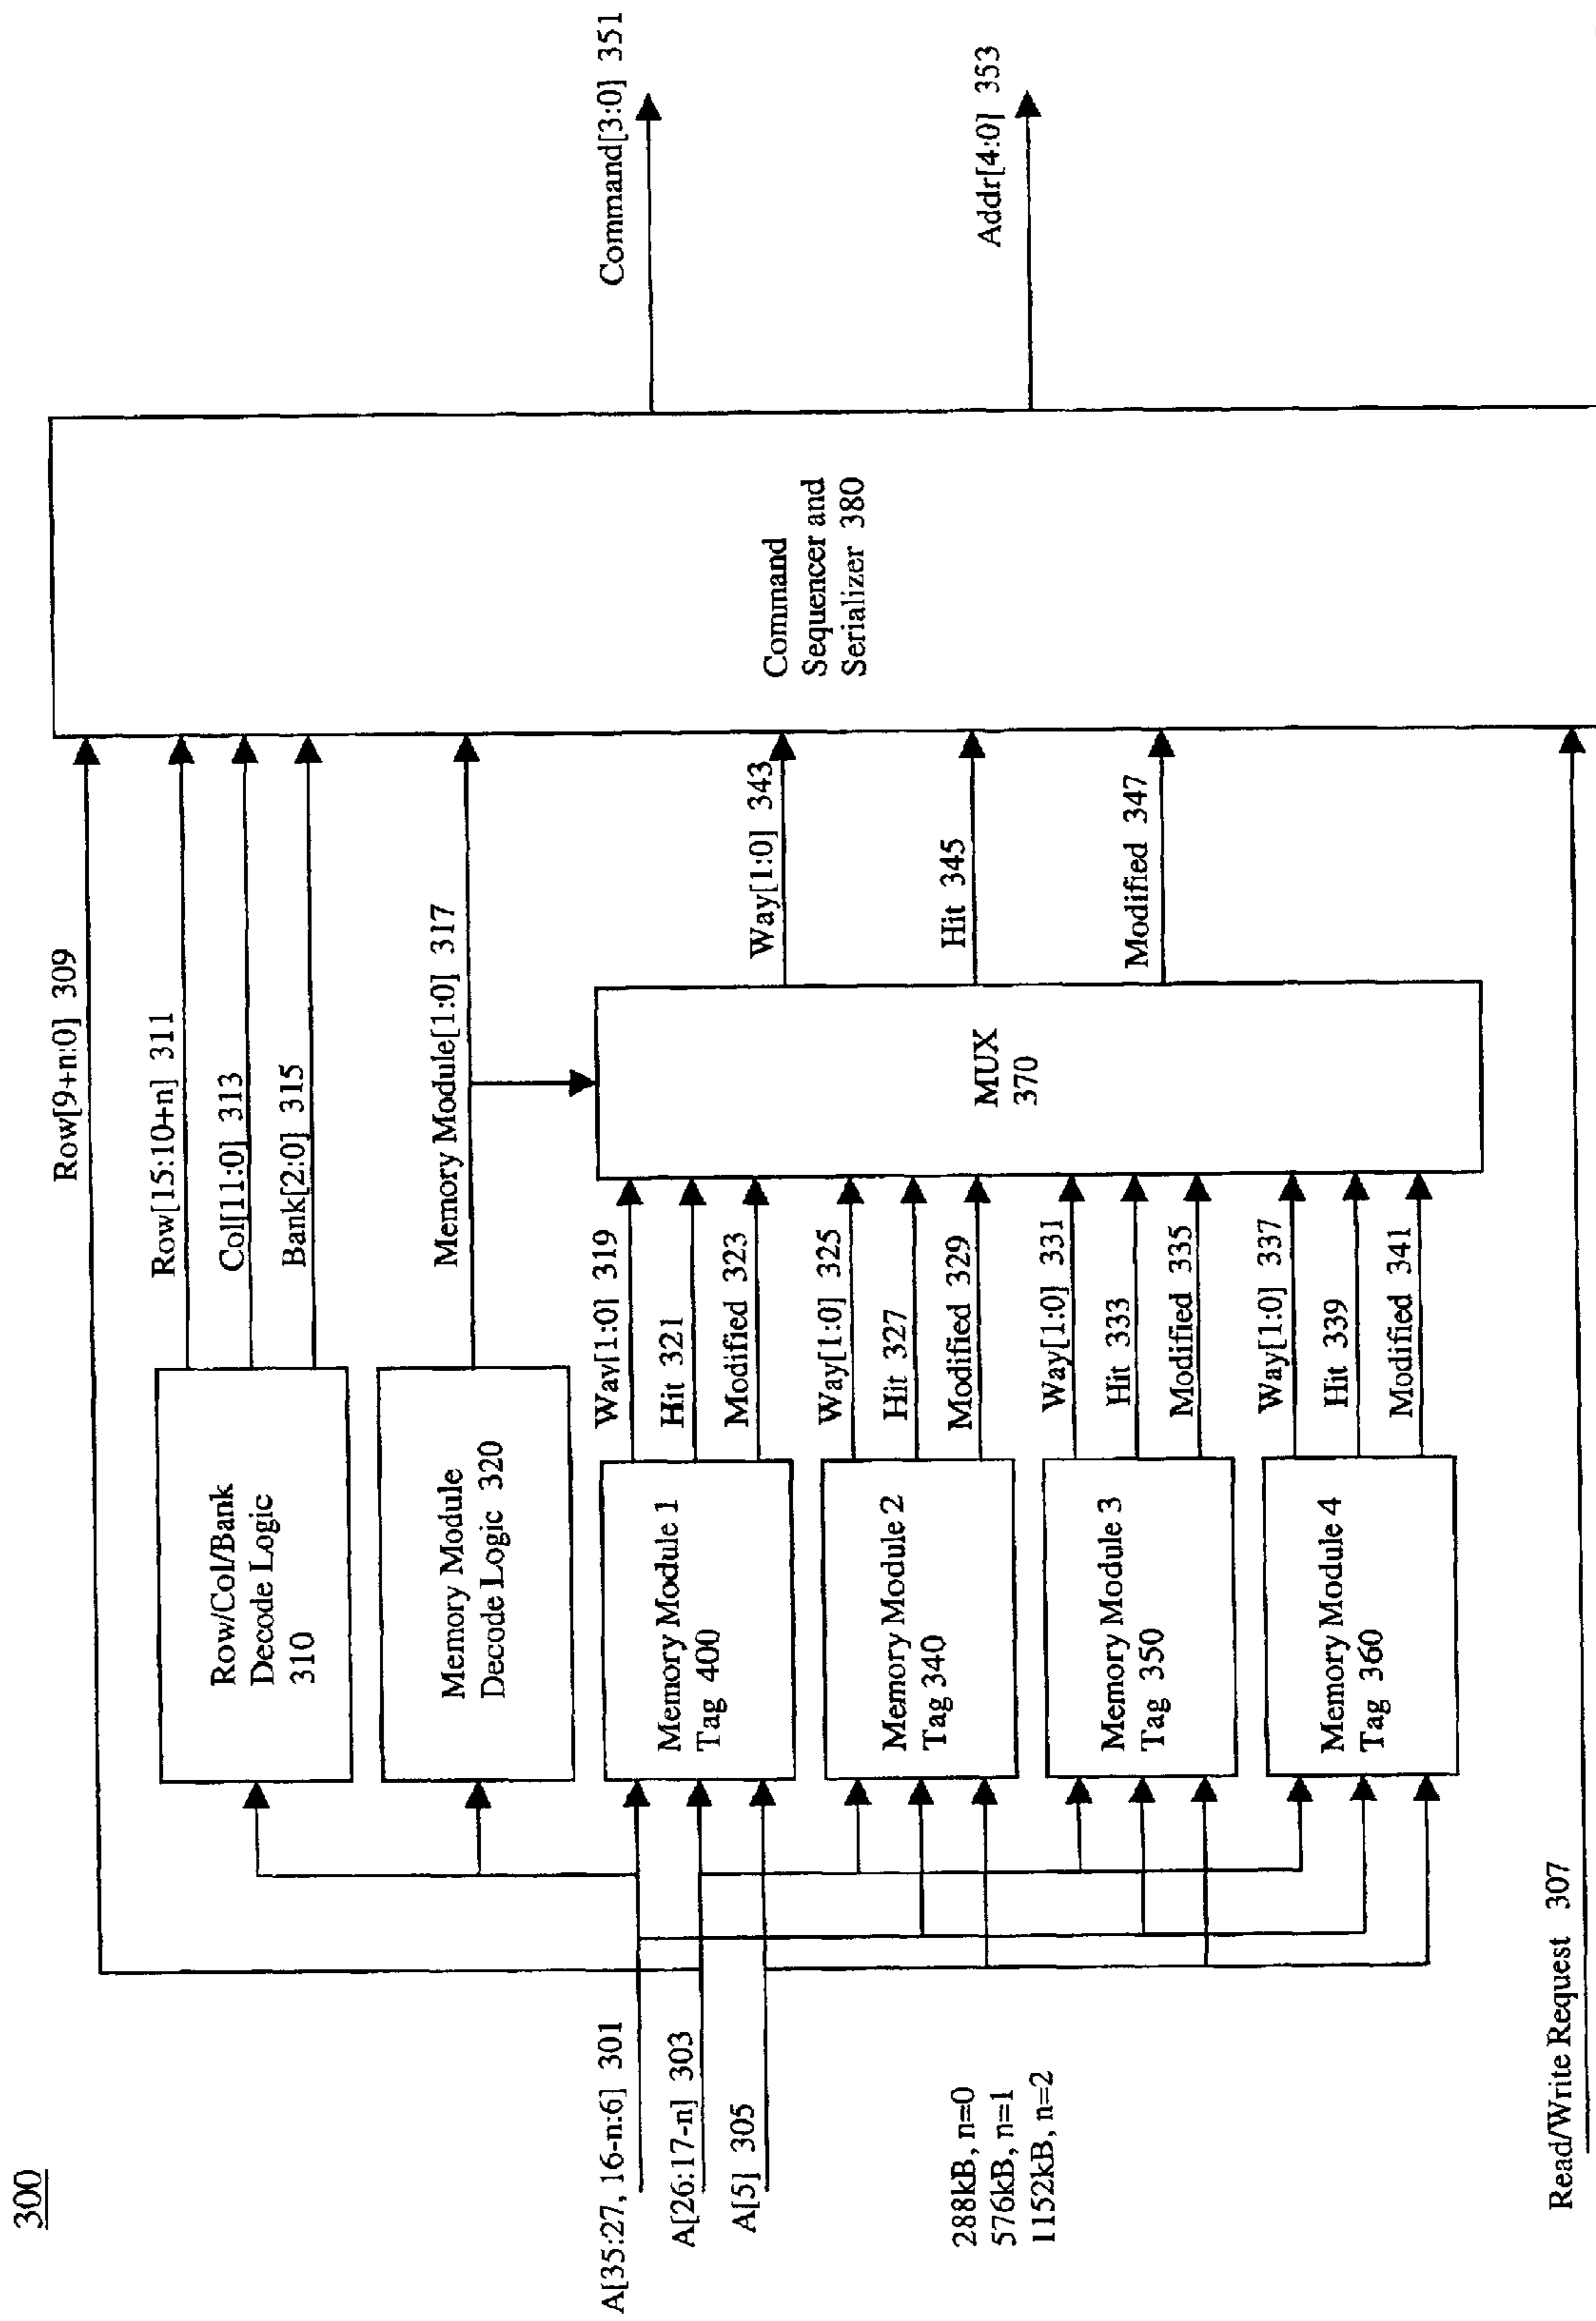 300
A[35:27, 16-n:6] 301
A[26:17-n] 303
A[5] 305
288kB, n=0
576kB, n=1
1152kB, n=2
Read/Write Request 307
Row/Col/Bank
Decode Logic
310
Memory Module
Decode Logic 320
Memory Module 1
Tag 400
Memory Module 2
Tag 340
Memory Module 3
Tag 350
Memory Module 4
Tag 360
Row[9+n:0] 309
Row[15:10+n] 311
Col[11:0] 313
Bank[2:0] 315
Memory Module[1:0] 317
Way[1:0] 319
Hit 321
Modified 323
Way[1:0] 325
Hit 327
Modified 329
Way[1:0] 331
Hit 333
Modified 335
Way[1:0] 337
Hit 339
Modified 341
MUX
370
Way[1:0] 343
Hit 345
Modified 347
Command
Sequencer and
Serializer 380
Command[3:0] 351
Addr[4:0] 353